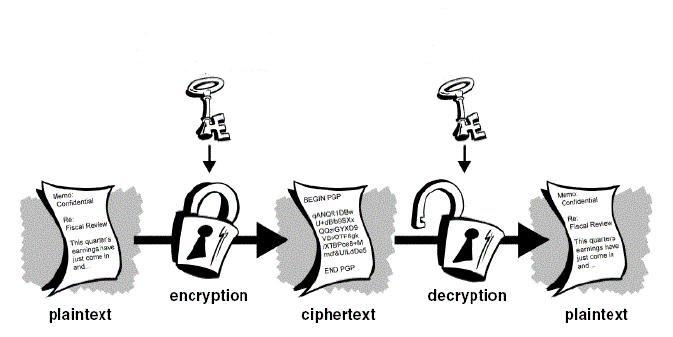 Memo:
Confidential
Re:
Fiscal Review
This quarter's
earnings have
just come in
and...
BEGIN PGP
END PGP
Memo:
Confidential
Re:
Fiscal Review
This quarter's
earnings have
just come in
and...
encryption
decryption
plaintext
ciphertext
plaintext